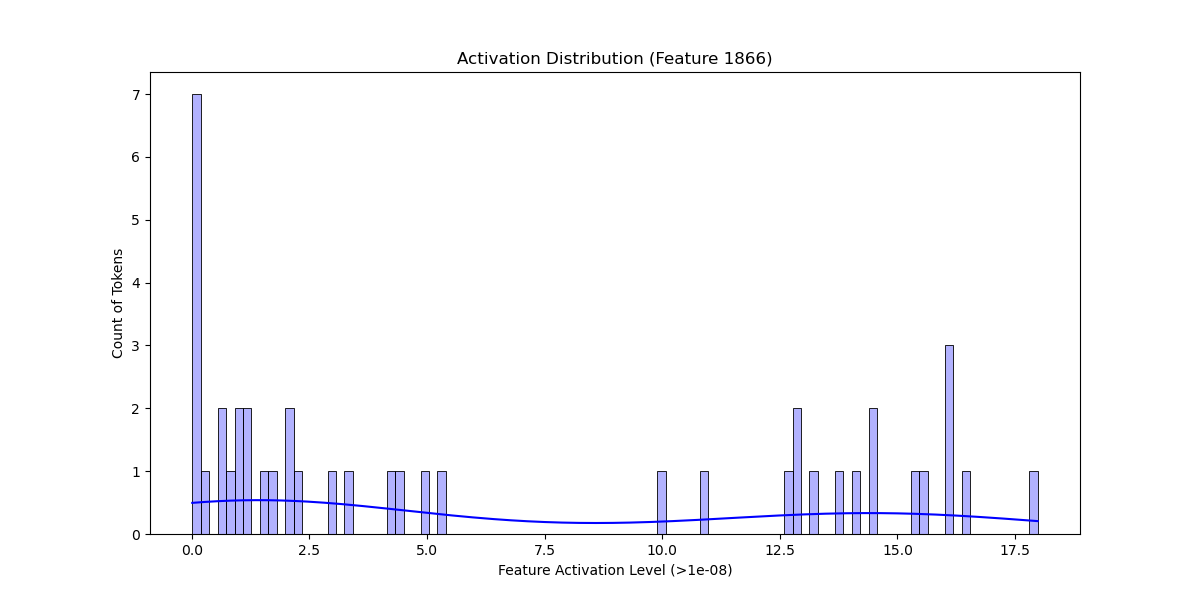 Activation Distribution (Feature 1866)
7
6
5
4
3
2
1
0
Count of Tokens
0.0 2.5 5.0 7.5 10.0 12.5 15.0 17.5
Feature Activation Level (>1e-08)